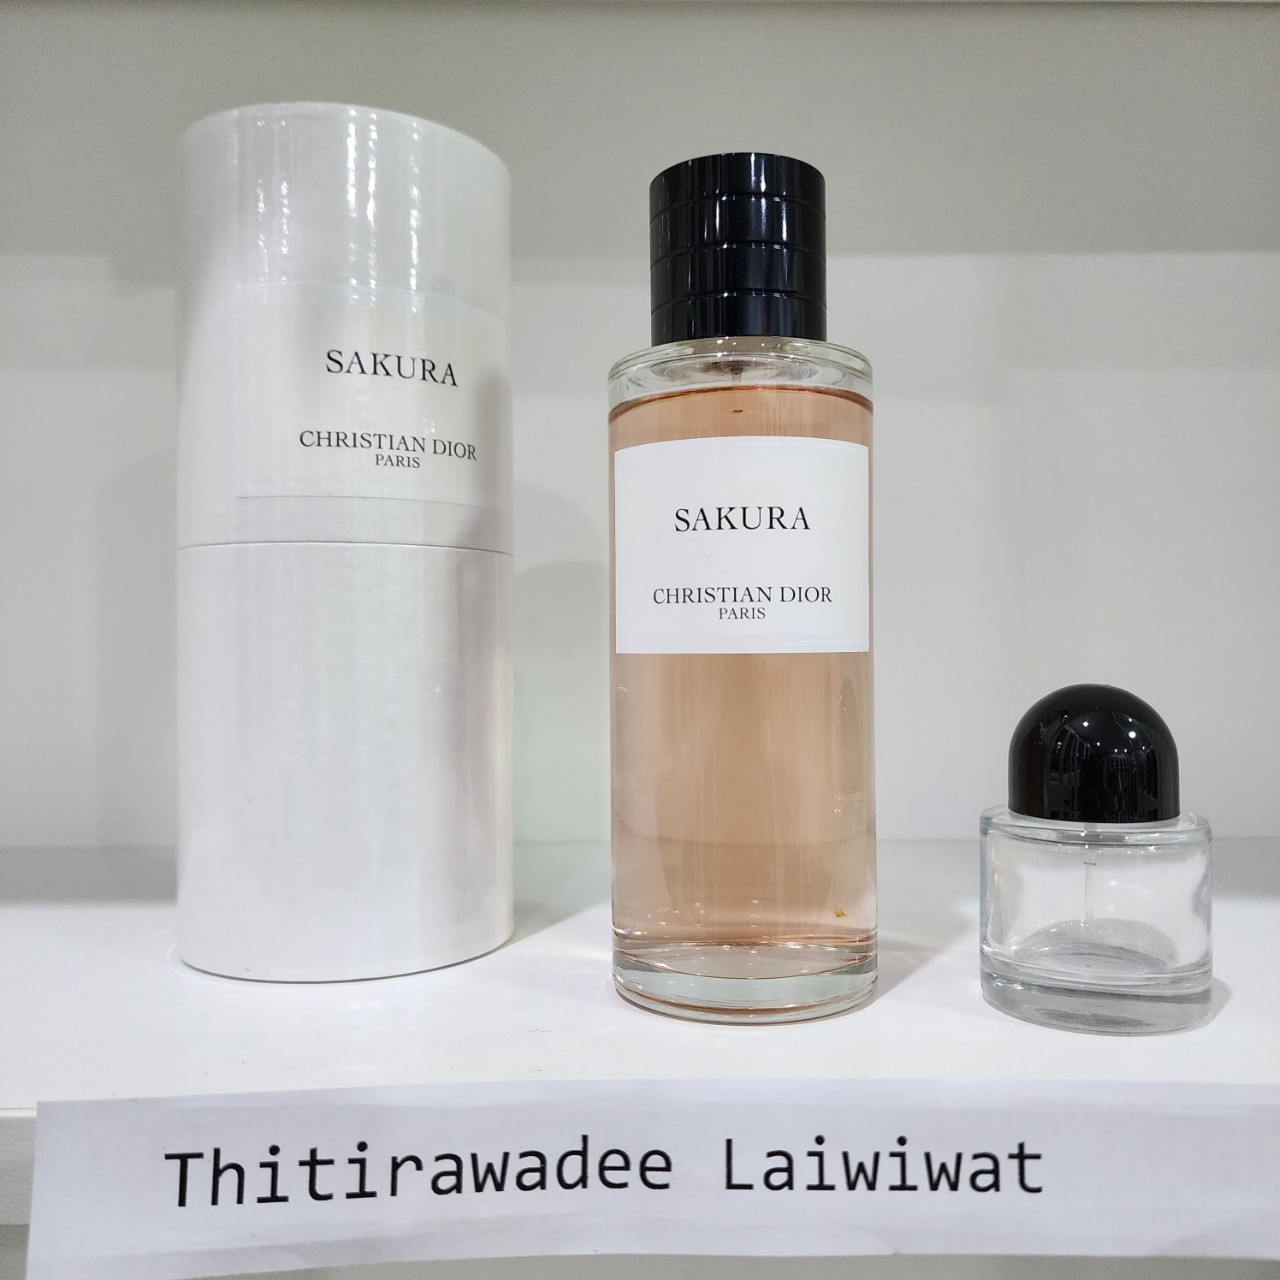 SAKURA
CHRISTIAN DIOR
PARIS
SAKURA
CHRISTIAN DIOR
PARIS
Thitirawadee Laiwiwat